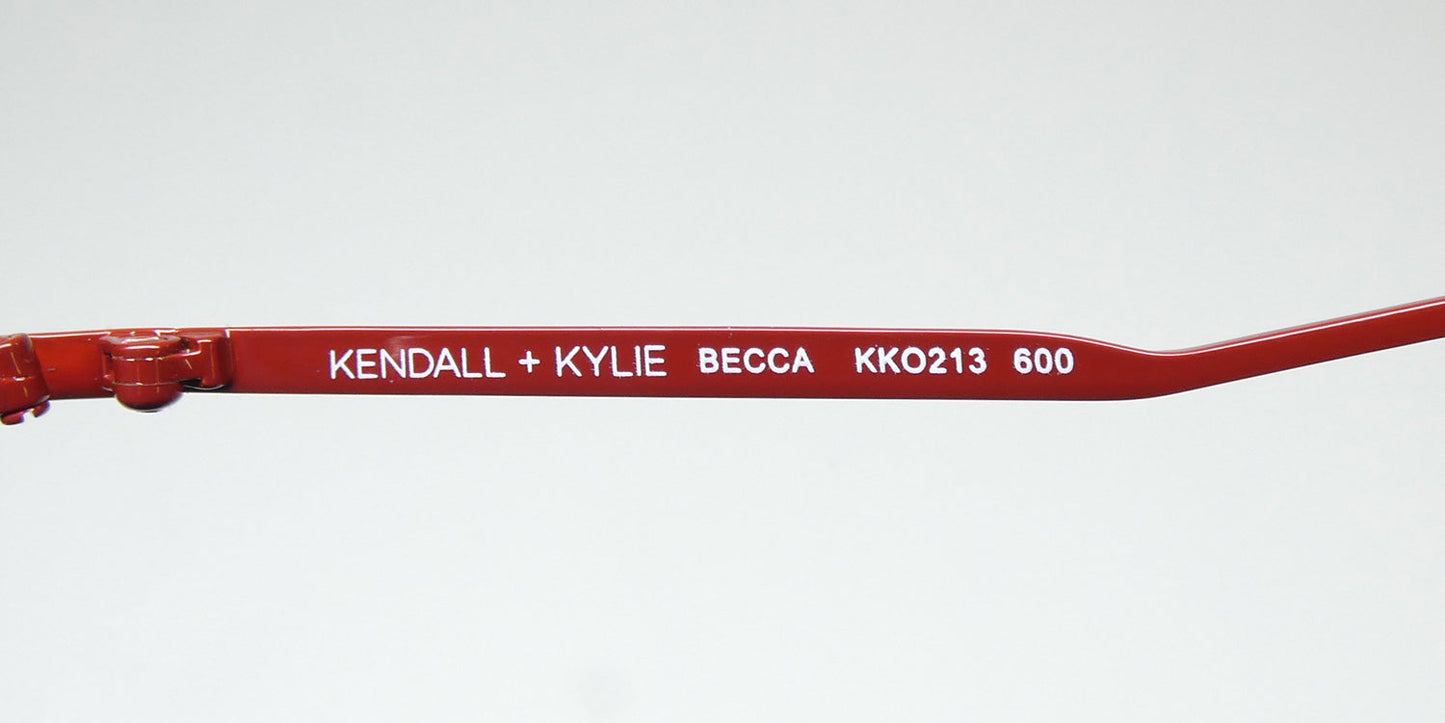 KENDALL + KYLIE BECCA KKO213 600